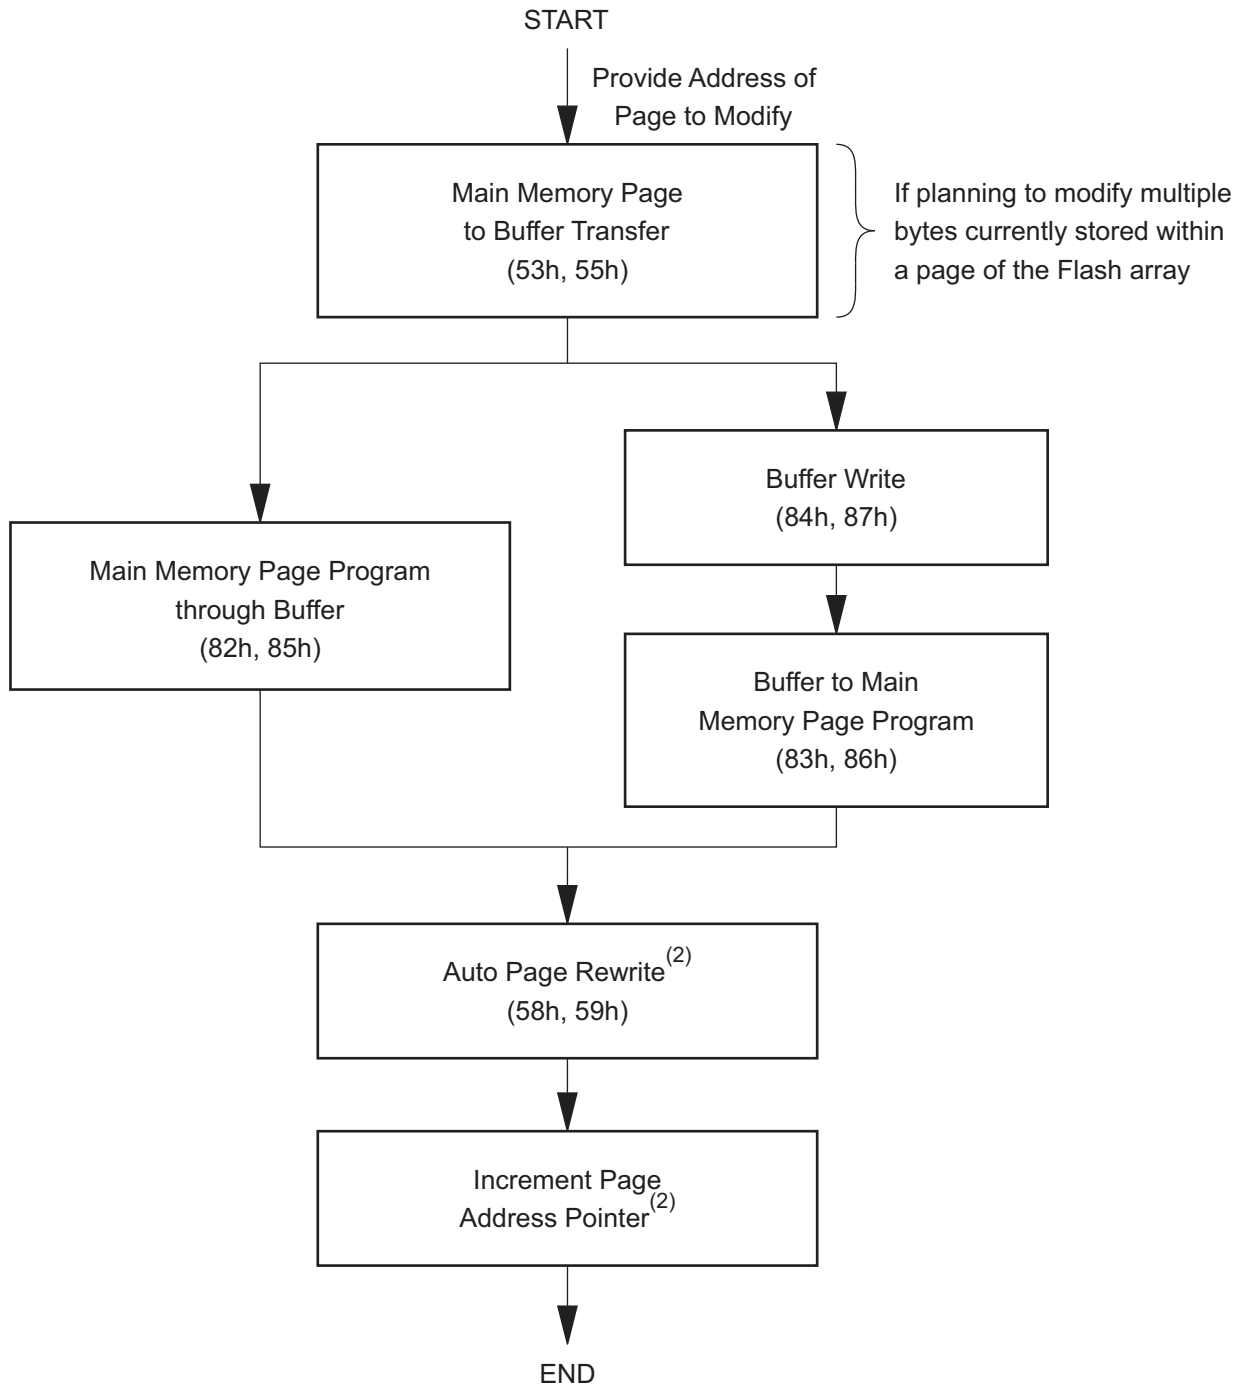 START
Provide Address of
Page to Modify
Main Memory Page
to Buffer Transfer
(53h, 55h)
If planning to modify multiple
bytes currently stored within
a page of the Flash array
Buffer Write
(84h, 87h)
Main Memory Page Program
through Buffer
(82h, 85h)
Buffer to Main
Memory Page Program
(83h, 86h)
Auto Page Rewrite(2)
(58h, 59h)
Increment Page
Address Pointer(2)
END